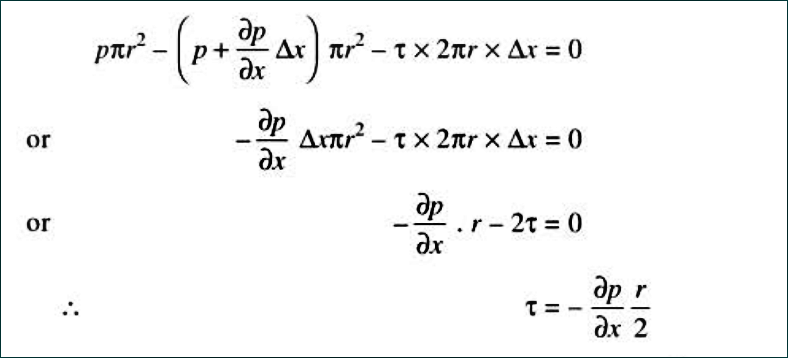 pπr² − (p + ∂p/∂x Δx) πr² − τ × 2πr × Δx = 0
or −∂p/∂x Δxπr² − τ × 2πr × Δx = 0
or −∂p/∂x . r − 2τ = 0
∴ τ = − ∂p/∂x r/2